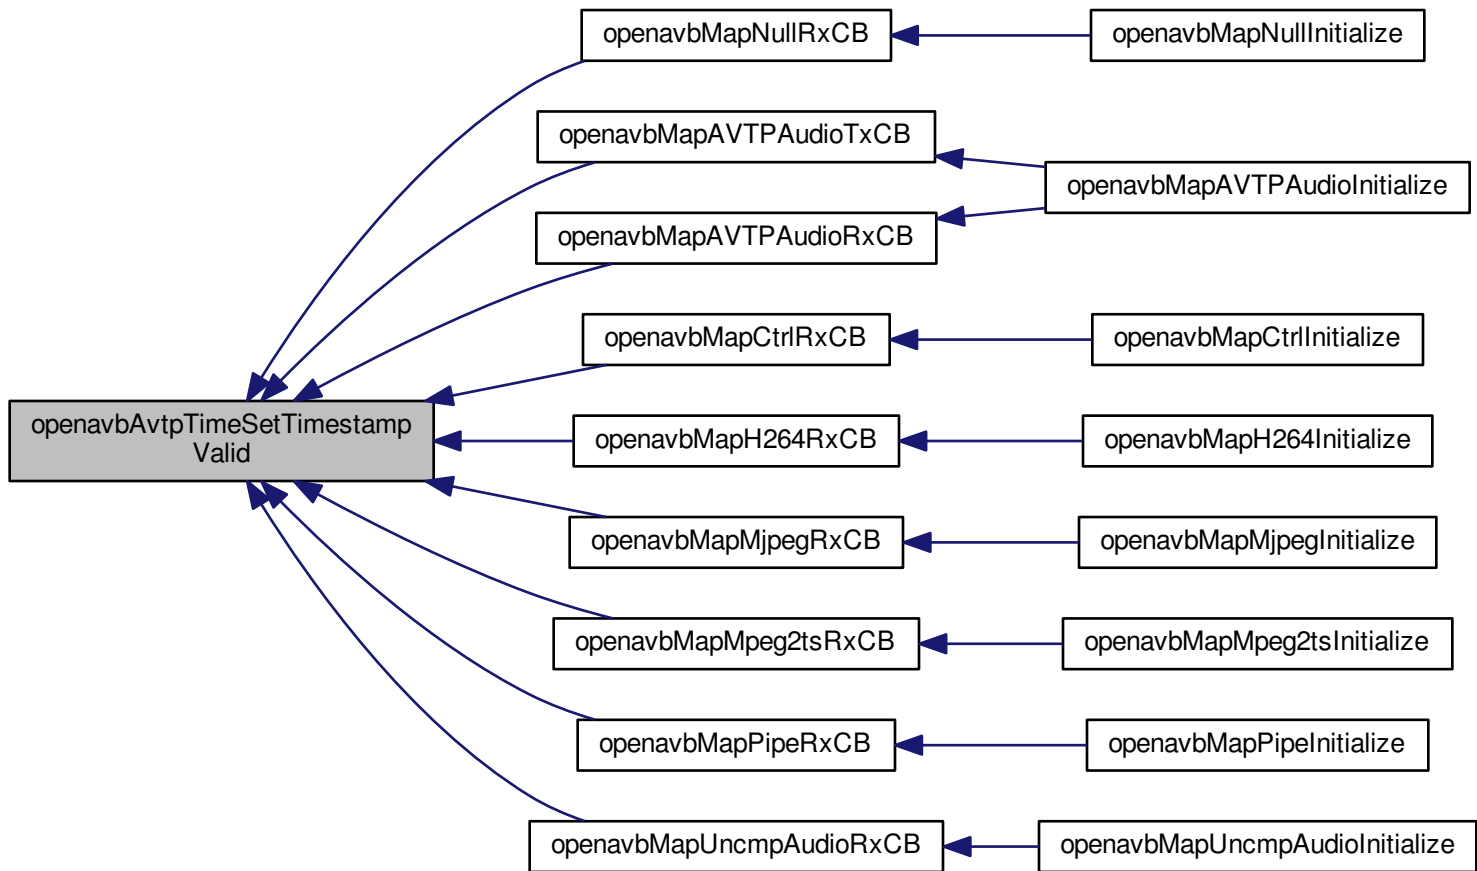 openavbMapNullRxCB
openavbMapNullInitialize
openavbMapAVTPAudioTxCB
openavbMapAVTPAudioInitialize
openavbMapAVTPAudioRxCB
openavbMapCtrlRxCB
openavbMapCtrlInitialize
openavbAvtpTimeSetTimestamp
Valid
openavbMapH264RxCB
openavbMapH264Initialize
openavbMapMjpegRxCB
openavbMapMjpegInitialize
openavbMapMpeg2tsRxCB
openavbMapMpeg2tsInitialize
openavbMapPipeRxCB
openavbMapPipeInitialize
openavbMapUncmpAudioRxCB
openavbMapUncmpAudioInitialize